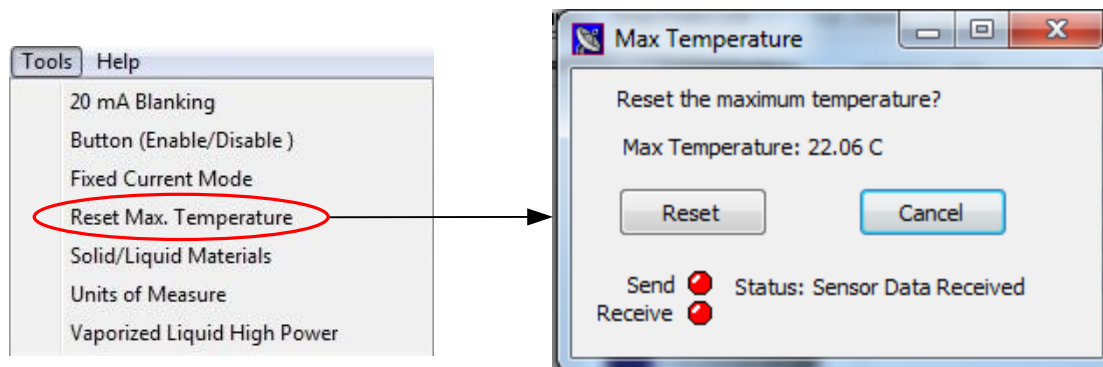 Tools Help
20 mA Blanking
Button (Enable/Disable )
Fixed Current Mode
Reset Max. Temperature
Solid/Liquid Materials
Units of Measure
Vaporized Liquid High Power
Max Temperature
Reset the maximum temperature?
Max Temperature: 22.06 C
Reset Cancel
Send Status: Sensor Data Received
Receive